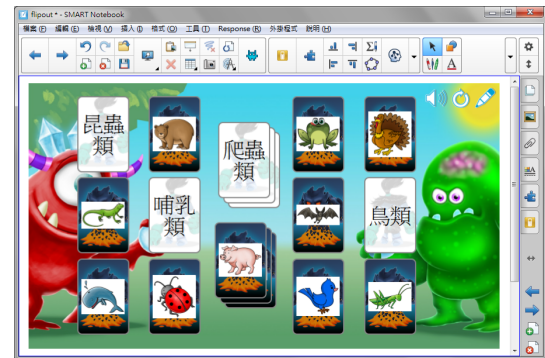 flipout * - SMART Notebook
檔案 (F) 編輯 (E) 檢視 (V) 插入 (I) 格式 (O) 工具 (T) Response (R) 外掛程式 說明 (H)
昆蟲
類
爬蟲
類
哺乳
類
鳥類